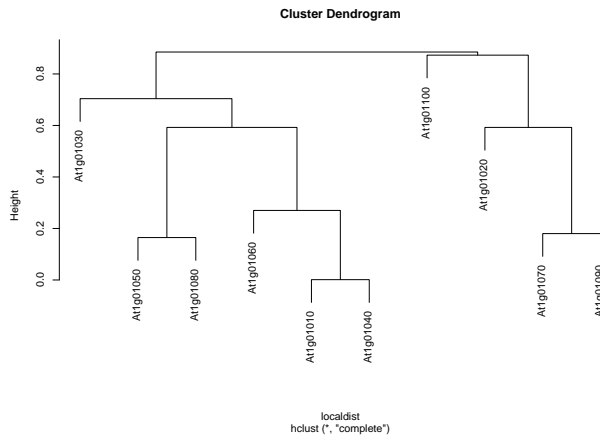 Cluster Dendrogram
Height
0.0
0.2
0.4
0.6
0.8
At1g01030
At1g01050
At1g01080
At1g01060
At1g01010
At1g01040
At1g01100
At1g01020
At1g01070
At1g01090
localdist
hclust (*, "complete")